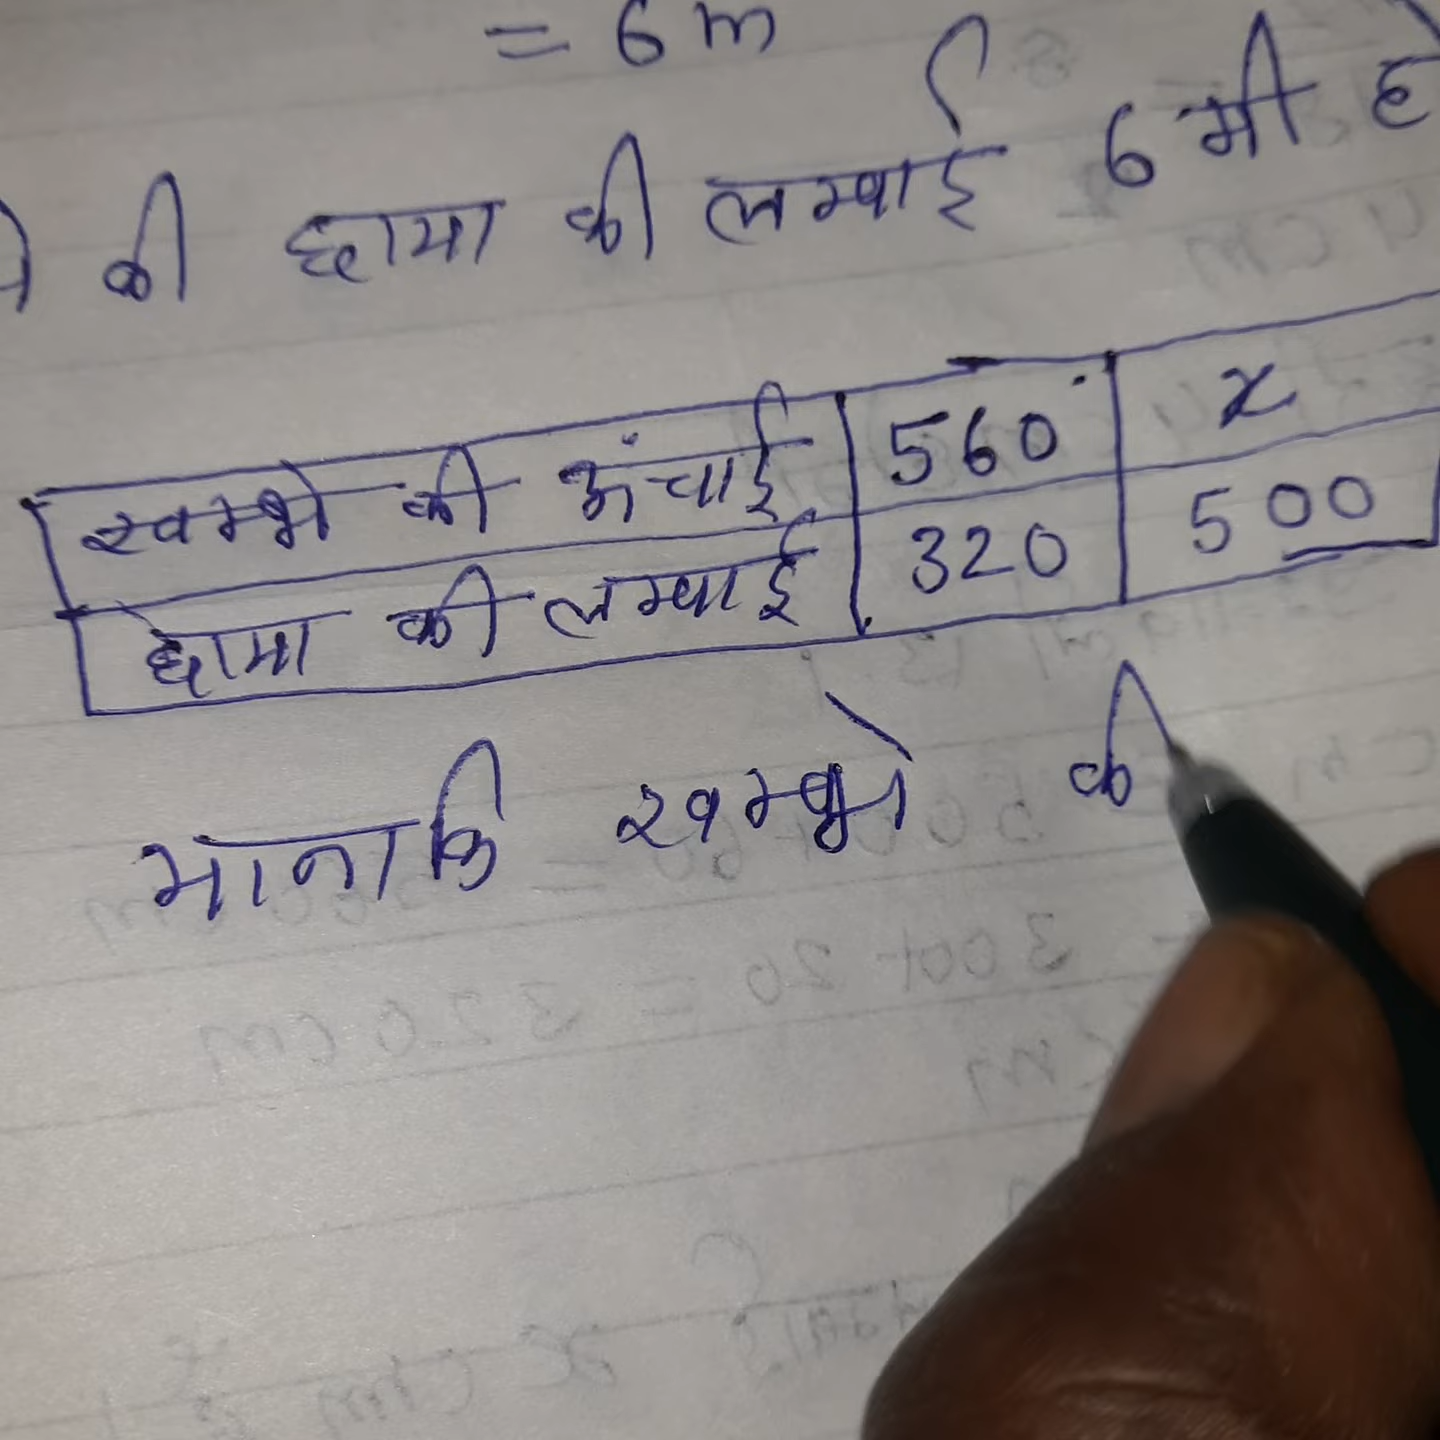 = 6 m
की छाया की लम्बाई 6 मी
खम्भे की ऊंचाई 560 x
छाया की लम्बाई 320 500
माना कि खम्भे की